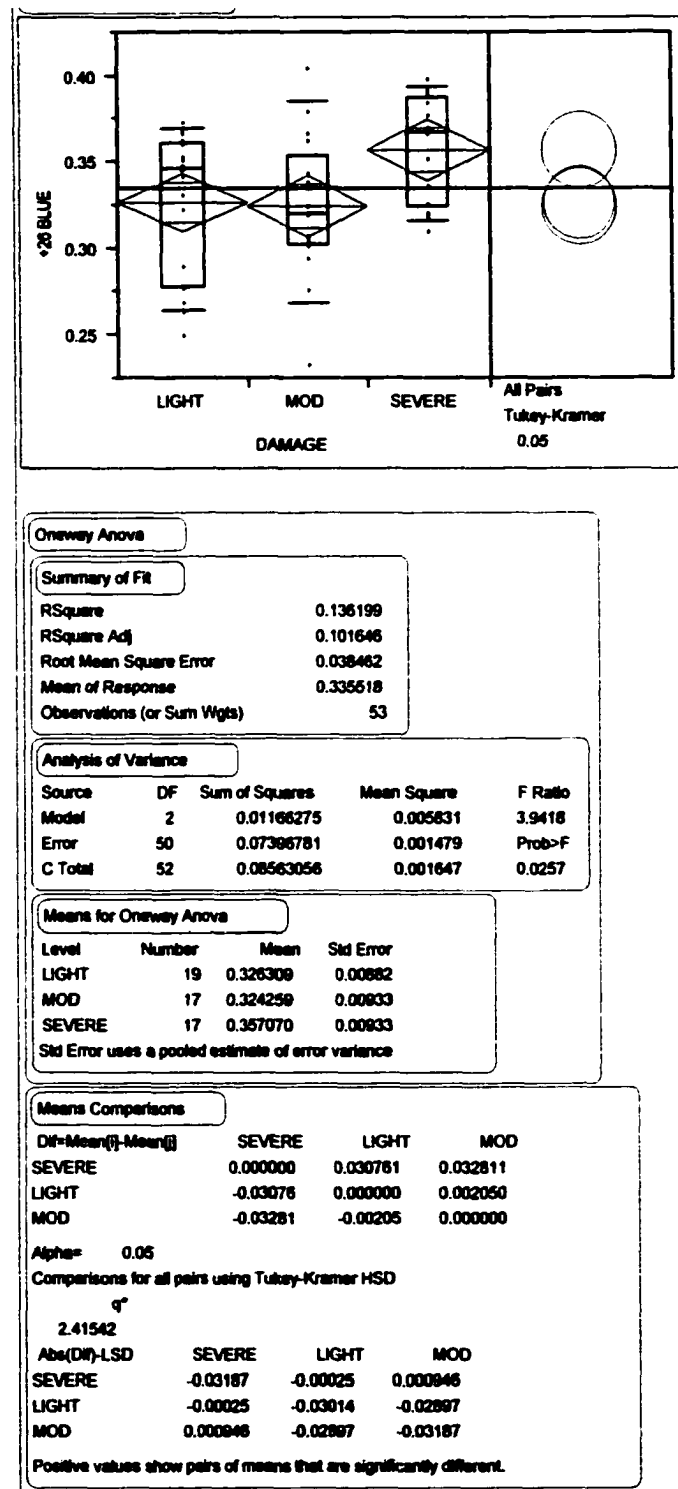 0.40
0.35
0.30
0.25
+26 BLUE
LIGHT MOD SEVERE
DAMAGE
All Pairs
Tukey-Kramer
0.05
Oneway Anova
Summary of Fit
RSquare 0.136199
RSquare Adj 0.101646
Root Mean Square Error 0.038462
Mean of Response 0.335518
Observations (or Sum Wgts) 53
Analysis of Variance
Source DF Sum of Squares Mean Square F Ratio
Model 2 0.01166275 0.005831 3.9418
Error 50 0.07396781 0.001479 Prob>F
C Total 52 0.08563056 0.001647 0.0257
Means for Oneway Anova
Level Number Mean Std Error
LIGHT 19 0.326309 0.00882
MOD 17 0.324259 0.00933
SEVERE 17 0.357070 0.00933
Std Error uses a pooled estimate of error variance
Means Comparisons
Dif=Mean[i]-Mean[j] SEVERE LIGHT MOD
SEVERE 0.000000 0.030761 0.032811
LIGHT -0.03076 0.000000 0.002050
MOD -0.03281 -0.00205 0.000000
Alpha= 0.05
Comparisons for all pairs using Tukey-Kramer HSD
q*
2.41542
Abs(Dif)-LSD SEVERE LIGHT MOD
SEVERE -0.03187 -0.00025 0.000946
LIGHT -0.00025 -0.03014 -0.02897
MOD 0.000946 -0.02897 -0.03187
Positive values show pairs of means that are significantly different.